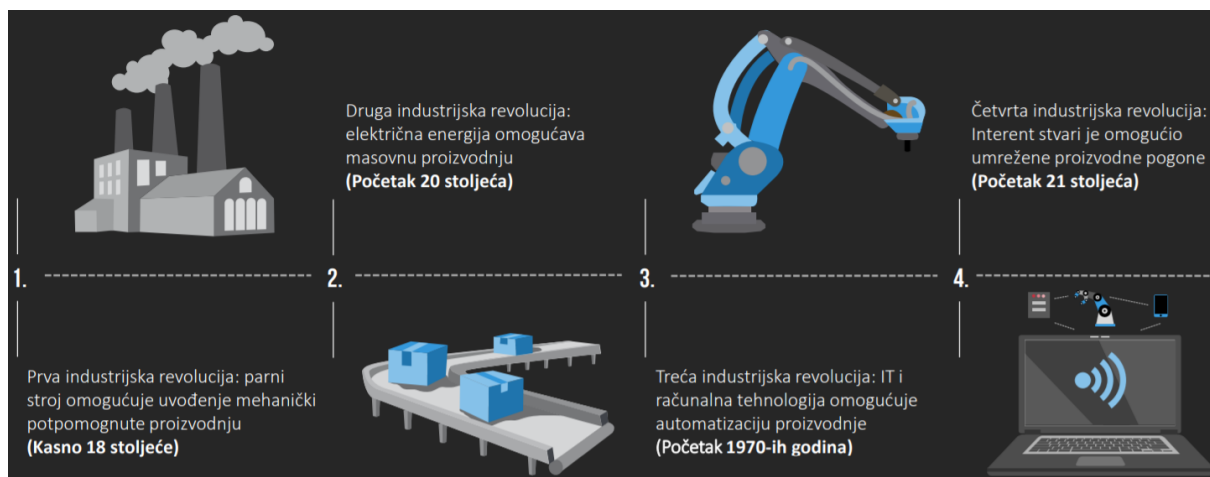 1.
Prva industrijska revolucija: parni
stroj omogućuje uvođenje mehanički
potpomognute proizvodnju
(Kasno 18 stoljeće)
2.
Druga industrijska revolucija:
električna energija omogućava
masovnu proizvodnju
(Početak 20 stoljeća)
3.
Treća industrijska revolucija: IT i
računalna tehnologija omogućuje
automatizaciju proizvodnje
(Početak 1970-ih godina)
4.
Četvrta industrijska revolucija:
Interent stvari je omogućio
umrežene proizvodne pogone
(Početak 21 stoljeća)